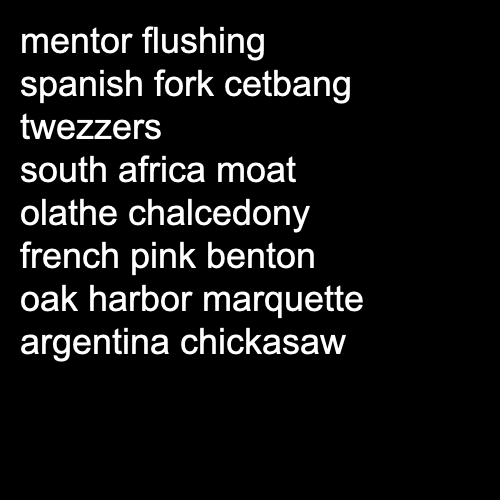 mentor flushing
spanish fork cetbang
twezzers
south africa moat
olathe chalcedony
french pink benton
oak harbor marquette
argentina chickasaw